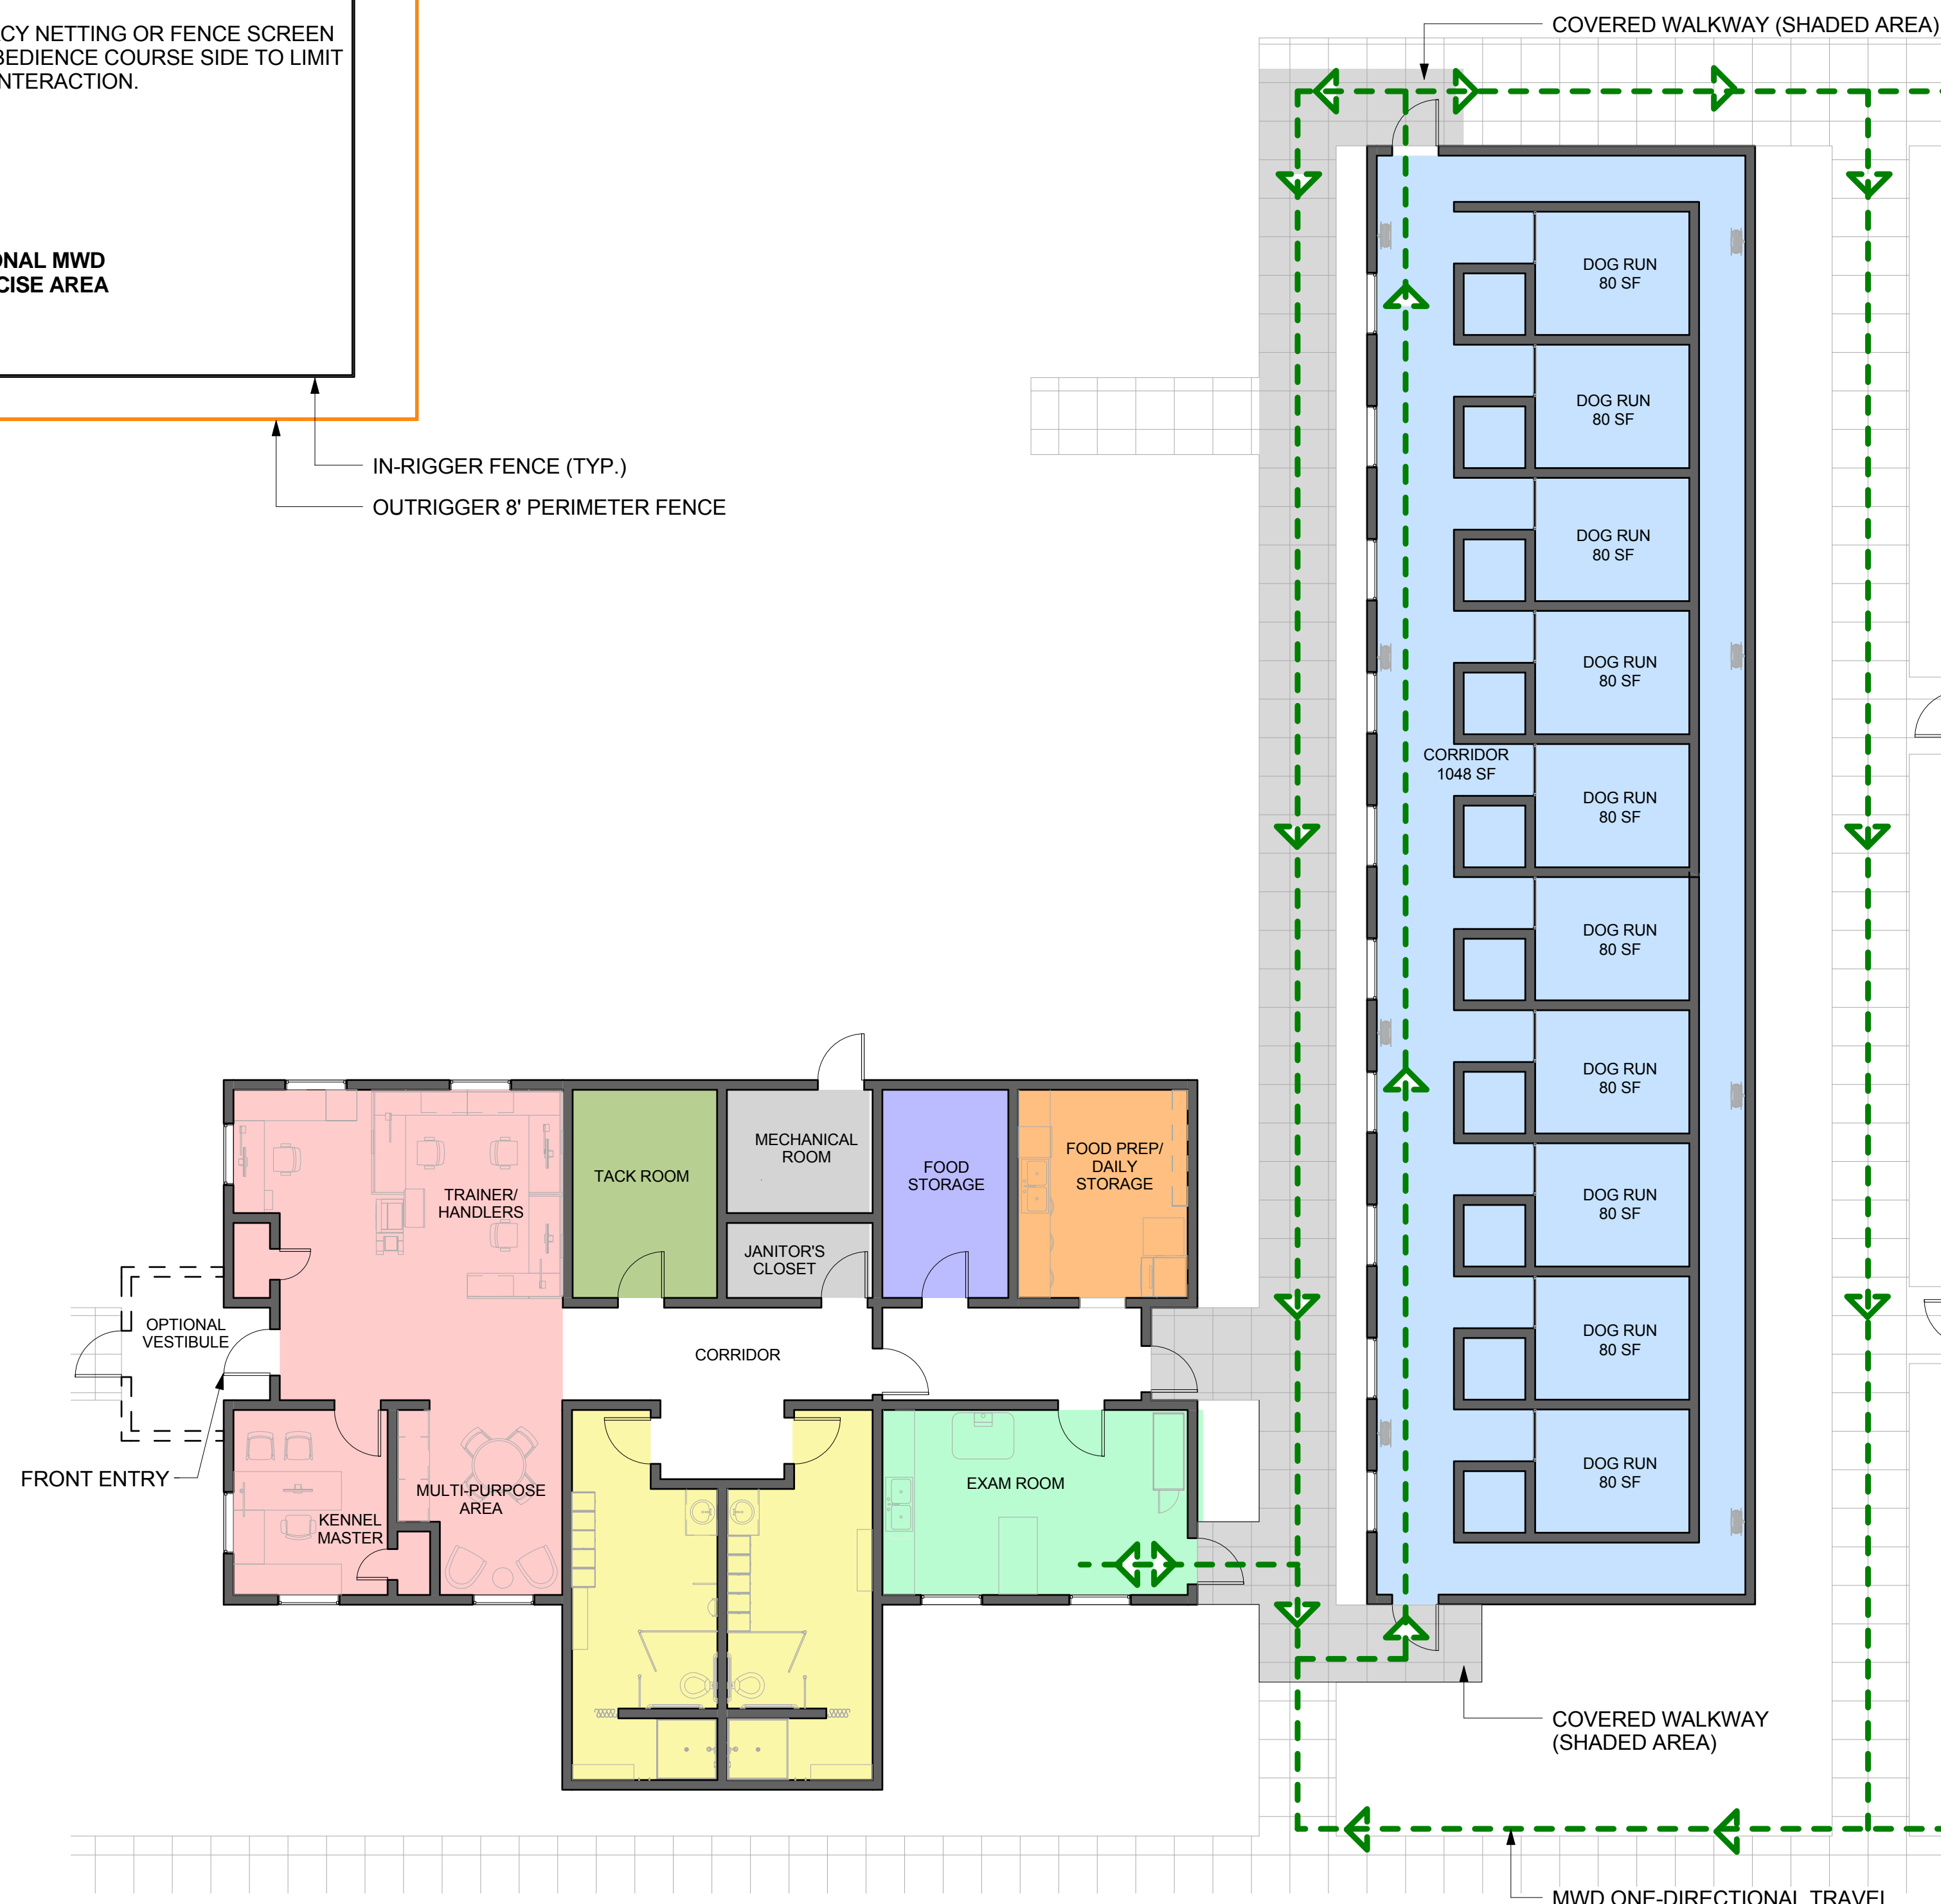 COVERED WALKWAY (SHADED AREA)
ACY NETTING OR FENCE SCREEN
BEDIENCE COURSE SIDE TO LIMIT
NTERACTION.
ONAL MWD
CISE AREA
IN-RIGGER FENCE (TYP.)
OUTRIGGER 8' PERIMETER FENCE
DOG RUN
80 SF
DOG RUN
80 SF
DOG RUN
80 SF
DOG RUN
80 SF
CORRIDOR
1048 SF
DOG RUN
80 SF
DOG RUN
80 SF
DOG RUN
80 SF
DOG RUN
80 SF
DOG RUN
80 SF
DOG RUN
80 SF
TRAINER/
HANDLERS
TACK ROOM
MECHANICAL
ROOM
JANITOR'S
CLOSET
FOOD
STORAGE
FOOD PREP/
DAILY
STORAGE
OPTIONAL
VESTIBULE
CORRIDOR
FRONT ENTRY
KENNEL
MASTER
MULTI-PURPOSE
AREA
EXAM ROOM
COVERED WALKWAY
(SHADED AREA)
MWD ONE-DIRECTIONAL TRAVEL